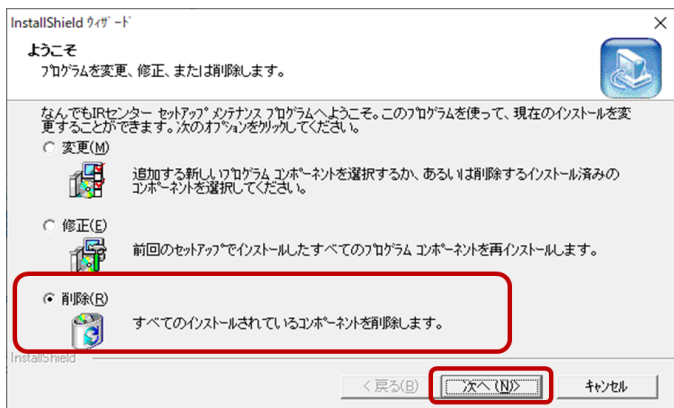 InstallShield ｳｨｻﾞｰﾄﾞ
ようこそ
ﾌﾟﾛｸﾞﾗﾑを変更、修正、または削除します。
なんでもIRｾﾝﾀｰ ｾｯﾄｱｯﾌﾟ ﾒﾝﾃﾅﾝｽ ﾌﾟﾛｸﾞﾗﾑへようこそ。このﾌﾟﾛｸﾞﾗﾑを使って、現在のｲﾝｽﾄｰﾙを変
更することができます。次のｵﾌﾟｼｮﾝをｸﾘｯｸしてください。
変更(M)
追加する新しいﾌﾟﾛｸﾞﾗﾑ ｺﾝﾎﾟｰﾈﾝﾄを選択するか、あるいは削除するｲﾝｽﾄｰﾙ済みの
ｺﾝﾎﾟｰﾈﾝﾄを選択してください。
修正(E)
前回のｾｯﾄｱｯﾌﾟでｲﾝｽﾄｰﾙしたすべてのﾌﾟﾛｸﾞﾗﾑ ｺﾝﾎﾟｰﾈﾝﾄを再ｲﾝｽﾄｰﾙします。
削除(R)
すべてのｲﾝｽﾄｰﾙされているｺﾝﾎﾟｰﾈﾝﾄを削除します。
InstallShield
< 戻る(B) 次へ(N)> ｷｬﾝｾﾙ